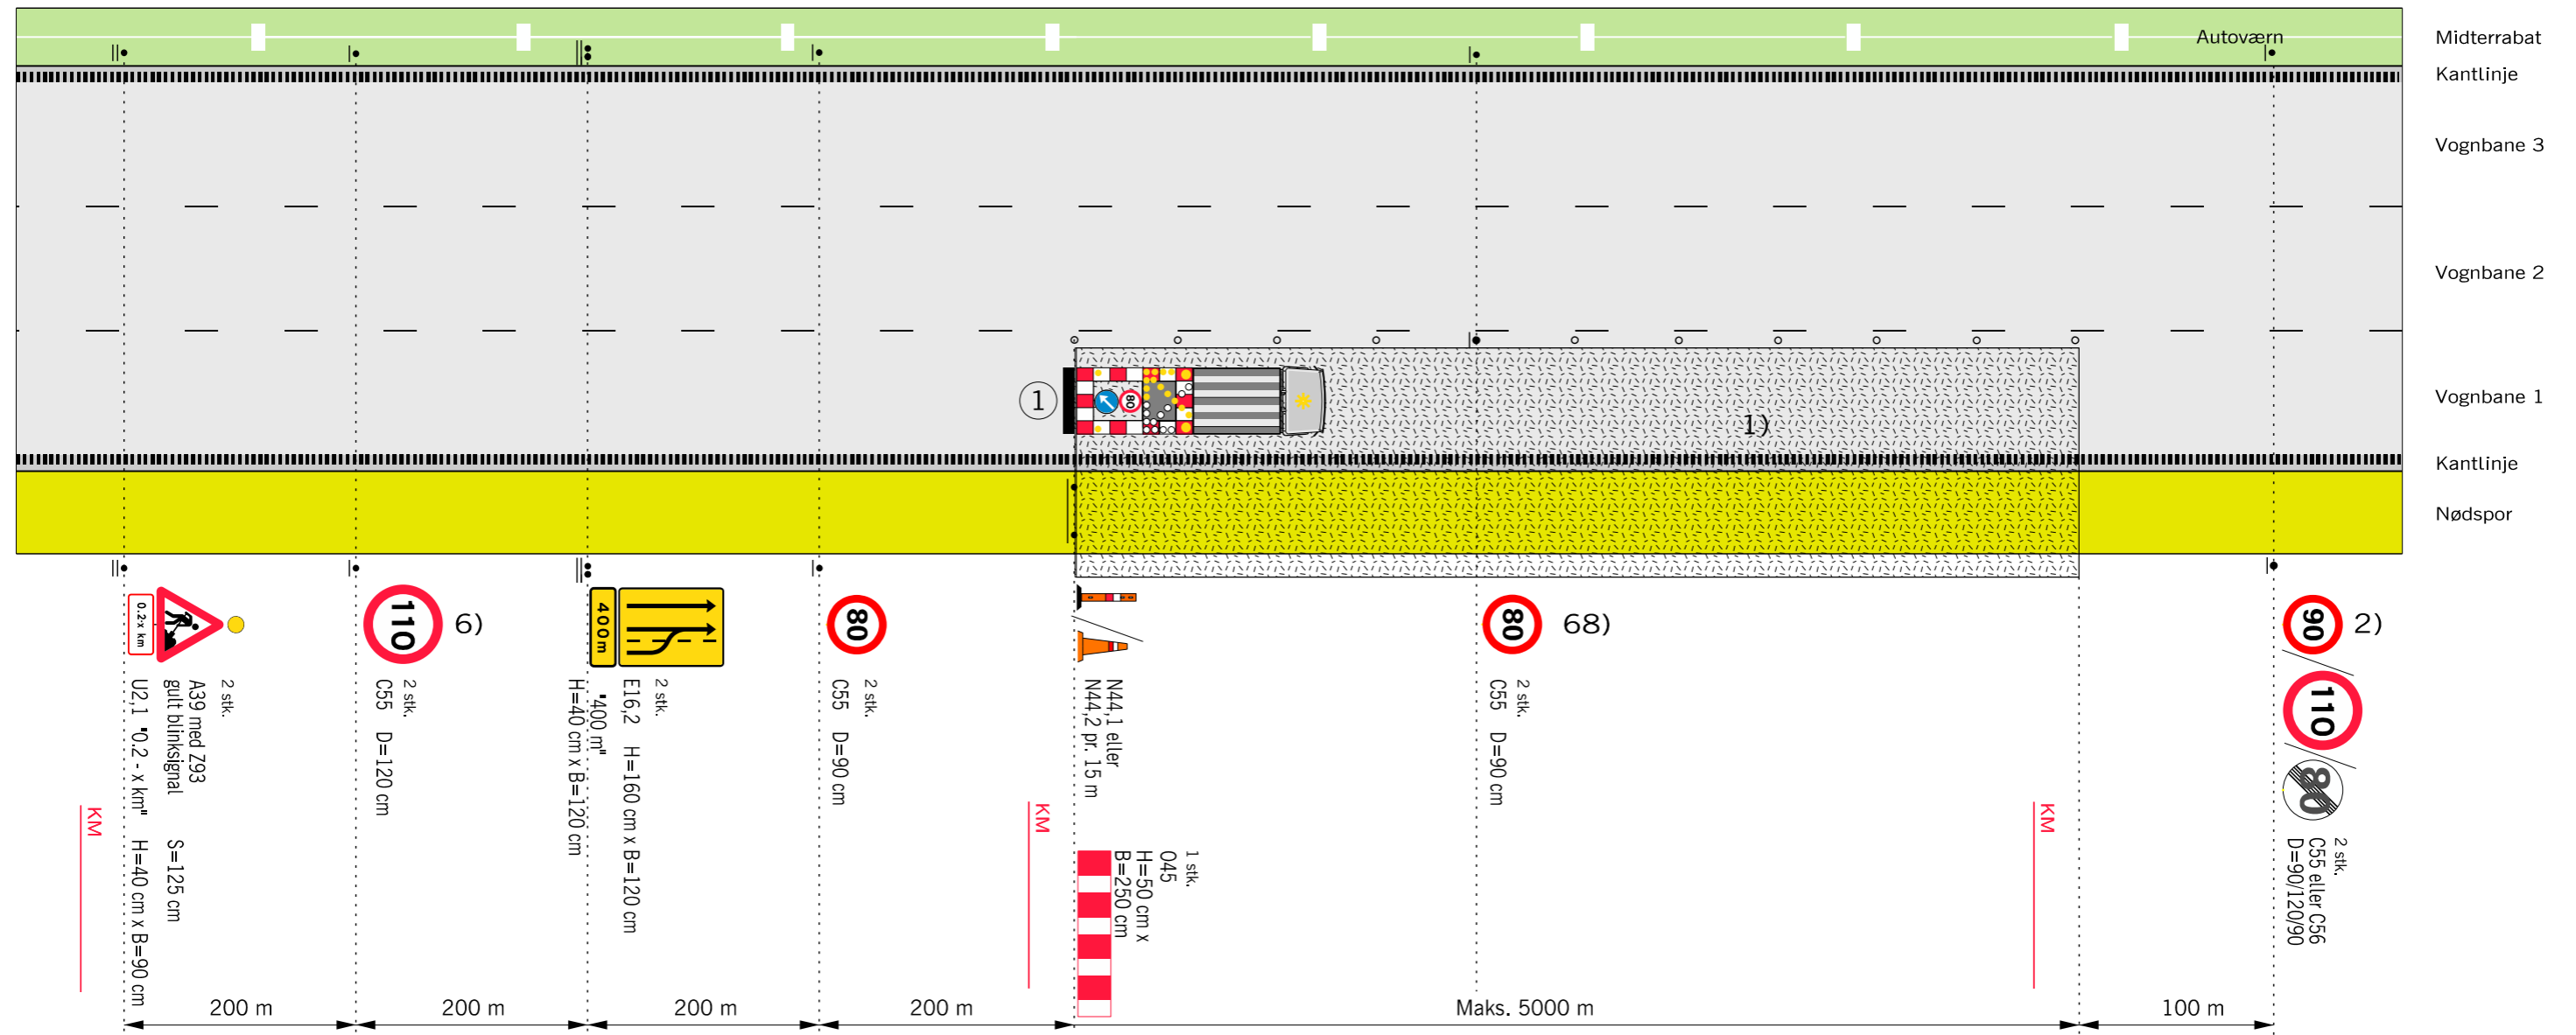 Autoværn
Midterrabat
Kantlinje
Vognbane 3
Vognbane 2
Vognbane 1
Kantlinje
Nødspor
1
80
1)
0.2-x km
2 stk.
A39 med Z93
gult blinksignal S=125 cm
U2,1 "0.2 - x km" H=40 cm x B=90 cm
110
6)
2 stk.
C55 D=120 cm
400m
2 stk.
E16,2 H=160 cm x B=120 cm
"400 m"
H=40 cm x B=120 cm
80
2 stk.
C55 D=90 cm
N44,1 eller
N44,2 pr. 15 m
1 stk.
O45
H=50 cm x
B=250 cm
80
68)
2 stk.
C55 D=90 cm
90
2)
110
80
2 stk.
C55 eller C56
D=90/120/90
KM
KM
KM
200 m
200 m
200 m
200 m
Maks. 5000 m
100 m